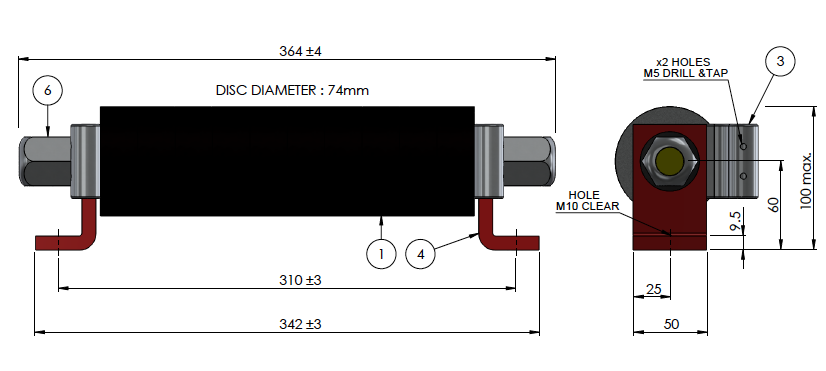 364 ±4
6
DISC DIAMETER : 74mm
1
4
310 ±3
342 ±3
x2 HOLES
M5 DRILL &TAP
3
HOLE
M10 CLEAR
9.5
60
100 max.
25
50